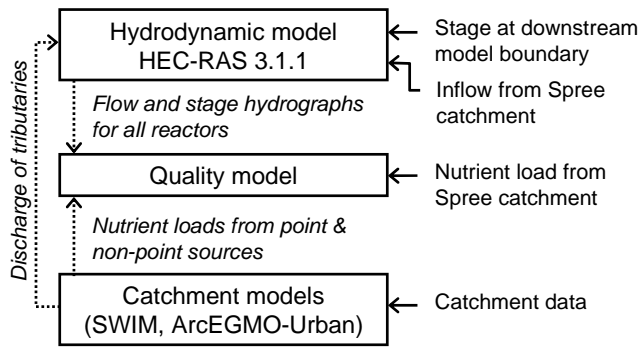 Hydrodynamic model
HEC-RAS 3.1.1
Stage at downstream
model boundary
Inflow from Spree
catchment
Flow and stage hydrographs
for all reactors
Discharge of tributaries
Quality model
Nutrient load from
Spree catchment
Nutrient loads from point &
non-point sources
Catchment models
(SWIM, ArcEGMO-Urban)
Catchment data